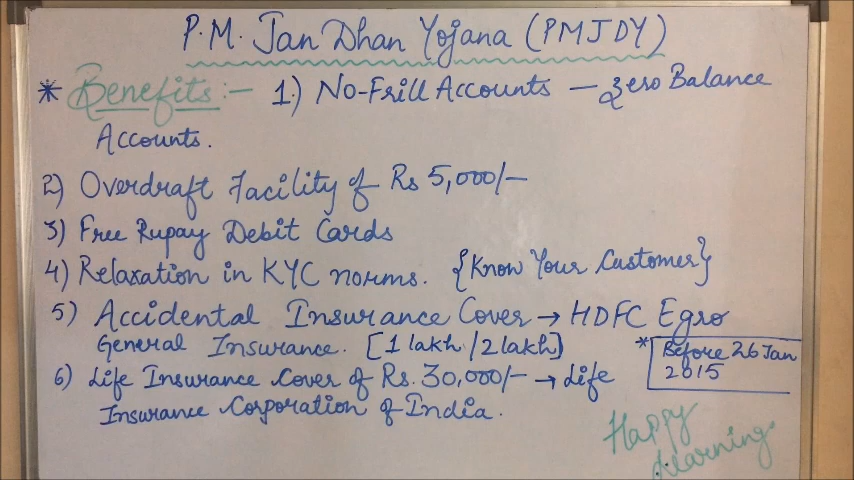 P.M. Jan Dhan Yojana (PMJDY)
* Benefits:- 1.) No-Frill Accounts - Zero Balance
Accounts.
2) Overdraft Facility of Rs 5,000/-
3) Free Rupay Debit Cards
4) Relaxation in KYC norms. {Know Your Customer}
5) Accidental Insurance Cover → HDFC Egro
General Insurance. [1 lakh/2 lakh]
* Before 26 Jan
2015
6) Life Insurance Cover of Rs. 30,000/- → Life
Insurance Corporation of India.
Happy
Learning